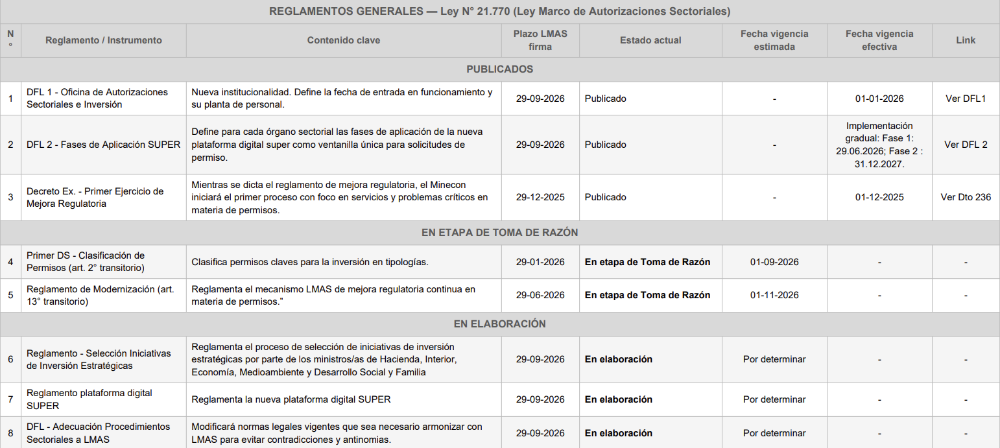 REGLAMENTOS GENERALES — Ley N° 21.770 (Ley Marco de Autorizaciones Sectoriales)
N
°
Reglamento / Instrumento
Contenido clave
Plazo LMAS
firma
Estado actual
Fecha vigencia
estimada
Fecha vigencia
efectiva
Link
PUBLICADOS
1
DFL 1 - Oficina de Autorizaciones
Sectoriales e Inversión
Nueva institucionalidad. Define la fecha de entrada en funcionamiento y
su planta de personal.
29-09-2026
Publicado
-
01-01-2026
Ver DFL1
2
DFL 2 - Fases de Aplicación SUPER
Define para cada órgano sectorial las fases de aplicación de la nueva
plataforma digital super como ventanilla única para solicitudes de
permiso.
29-09-2026
Publicado
-
Implementación
gradual: Fase 1:
29.06.2026; Fase 2 :
31.12.2027.
Ver DFL 2
3
Decreto Ex. - Primer Ejercicio de
Mejora Regulatoria
Mientras se dicta el reglamento de mejora regulatoria, el Minecon
iniciará el primer proceso con foco en servicios y problemas críticos en
materia de permisos.
29-12-2025
Publicado
-
01-12-2025
Ver Dto 236
EN ETAPA DE TOMA DE RAZÓN
4
Primer DS - Clasificación de
Permisos (art. 2° transitorio)
Clasifica permisos claves para la inversión en tipologías.
29-01-2026
En etapa de Toma de Razón
01-09-2026
-
-
5
Reglamento de Modernización (art.
13° transitorio)
Reglamenta el mecanismo LMAS de mejora regulatoria continua en
materia de permisos.”
29-06-2026
En etapa de Toma de Razón
01-11-2026
-
-
EN ELABORACIÓN
6
Reglamento - Selección Iniciativas
de Inversión Estratégicas
Reglamenta el proceso de selección de iniciativas de inversión
estratégicas por parte de los ministros/as de Hacienda, Interior,
Economía, Medioambiente y Desarrollo Social y Familia
29-09-2026
En elaboración
Por determinar
-
-
7
Reglamento plataforma digital
SUPER
Reglamenta la nueva plataforma digital SUPER
29-09-2026
En elaboración
Por determinar
-
-
8
DFL - Adecuación Procedimientos
Sectoriales a LMAS
Modificará normas legales vigentes que sea necesario armonizar con
LMAS para evitar contradicciones y antinomias.
29-09-2026
En elaboración
Por determinar
-
-